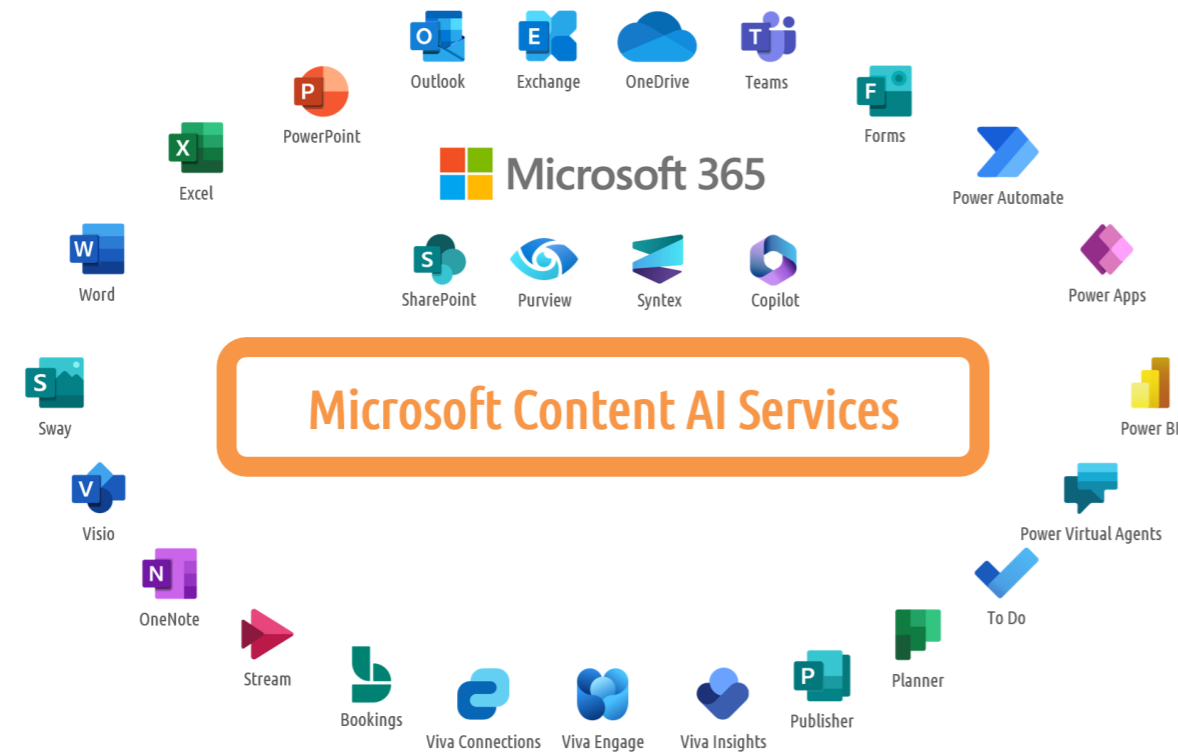 O
Outlook
E
Exchange
OneDrive
T
Teams
P
PowerPoint
F
Forms
X
Excel
Microsoft 365
Power Automate
W
Word
S
SharePoint
Purview
Syntex
Copilot
Power Apps
Microsoft Content AI Services
S
Sway
Power BI
V
Visio
Power Virtual Agents
N
OneNote
To Do
Stream
Planner
Bookings
Viva Connections
Viva Engage
Viva Insights
P
Publisher